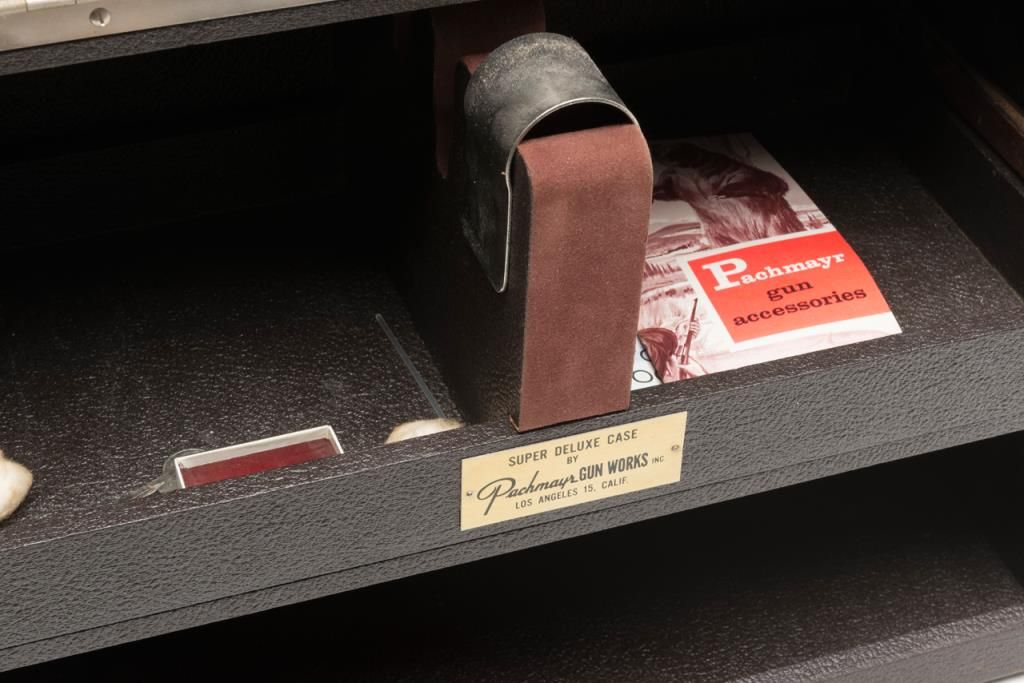 Pachmayr
gun
accessories
SUPER DELUXE CASE
BY
Pachmayr GUN WORKS INC.
LOS ANGELES 15, CALIF.